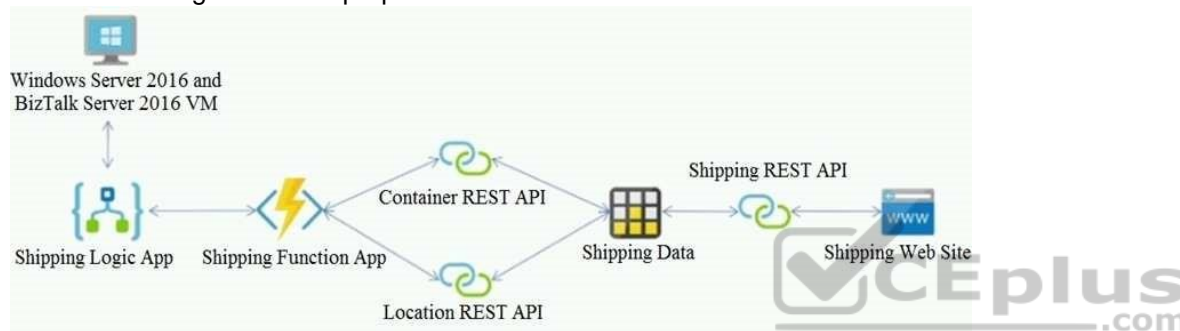 Windows Server 2016 and
BizTalk Server 2016 VM
Shipping REST API
Container REST API
www
Shipping Logic App
Shipping Function App
Shipping Data
Shipping Web Site
Location REST API
CEplus
.com